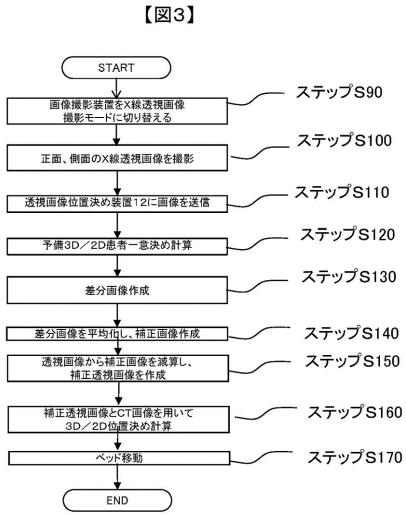 【図３】
START
画像撮影装置をX線透視画像
撮影モードに切り替える
ステップS90
正面、側面のX線透視画像を撮影
ステップS100
透視画像位置決め装置１２に画像を送信
ステップS110
予備３D／２D患者一意決め計算
ステップS120
差分画像作成
ステップS130
差分画像を平均化し、補正画像作成
ステップS140
透視画像から補正画像を減算し、
補正透視画像を作成
ステップS150
補正透視画像とCT画像を用いて
３D／２D位置決め計算
ステップS160
ベッド移動
ステップS170
END